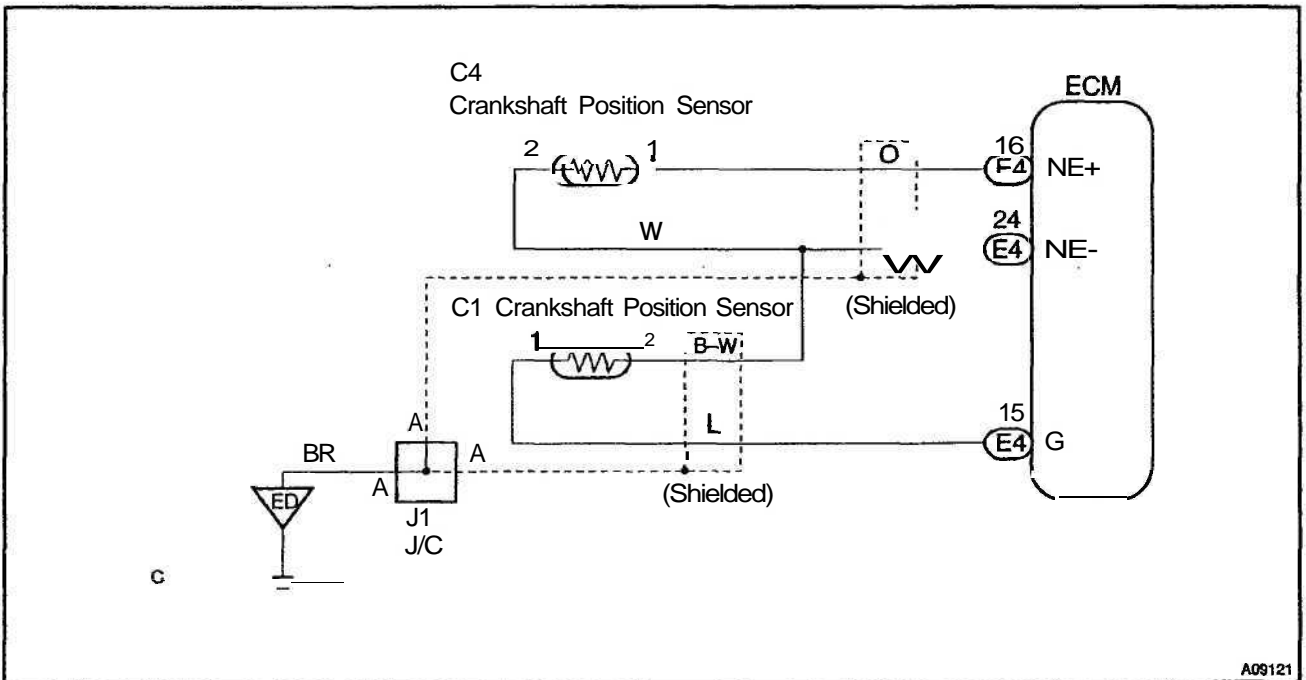 C4
Crankshaft Position Sensor
ECM
2 1
O
16
E4 NE+
W
24
E4 NE-
C1 Crankshaft Position Sensor
(Shielded)
1 2
B-W
L
15
E4 G
A
BR
A
A
(Shielded)
ED
J1
J/C
C
A09121